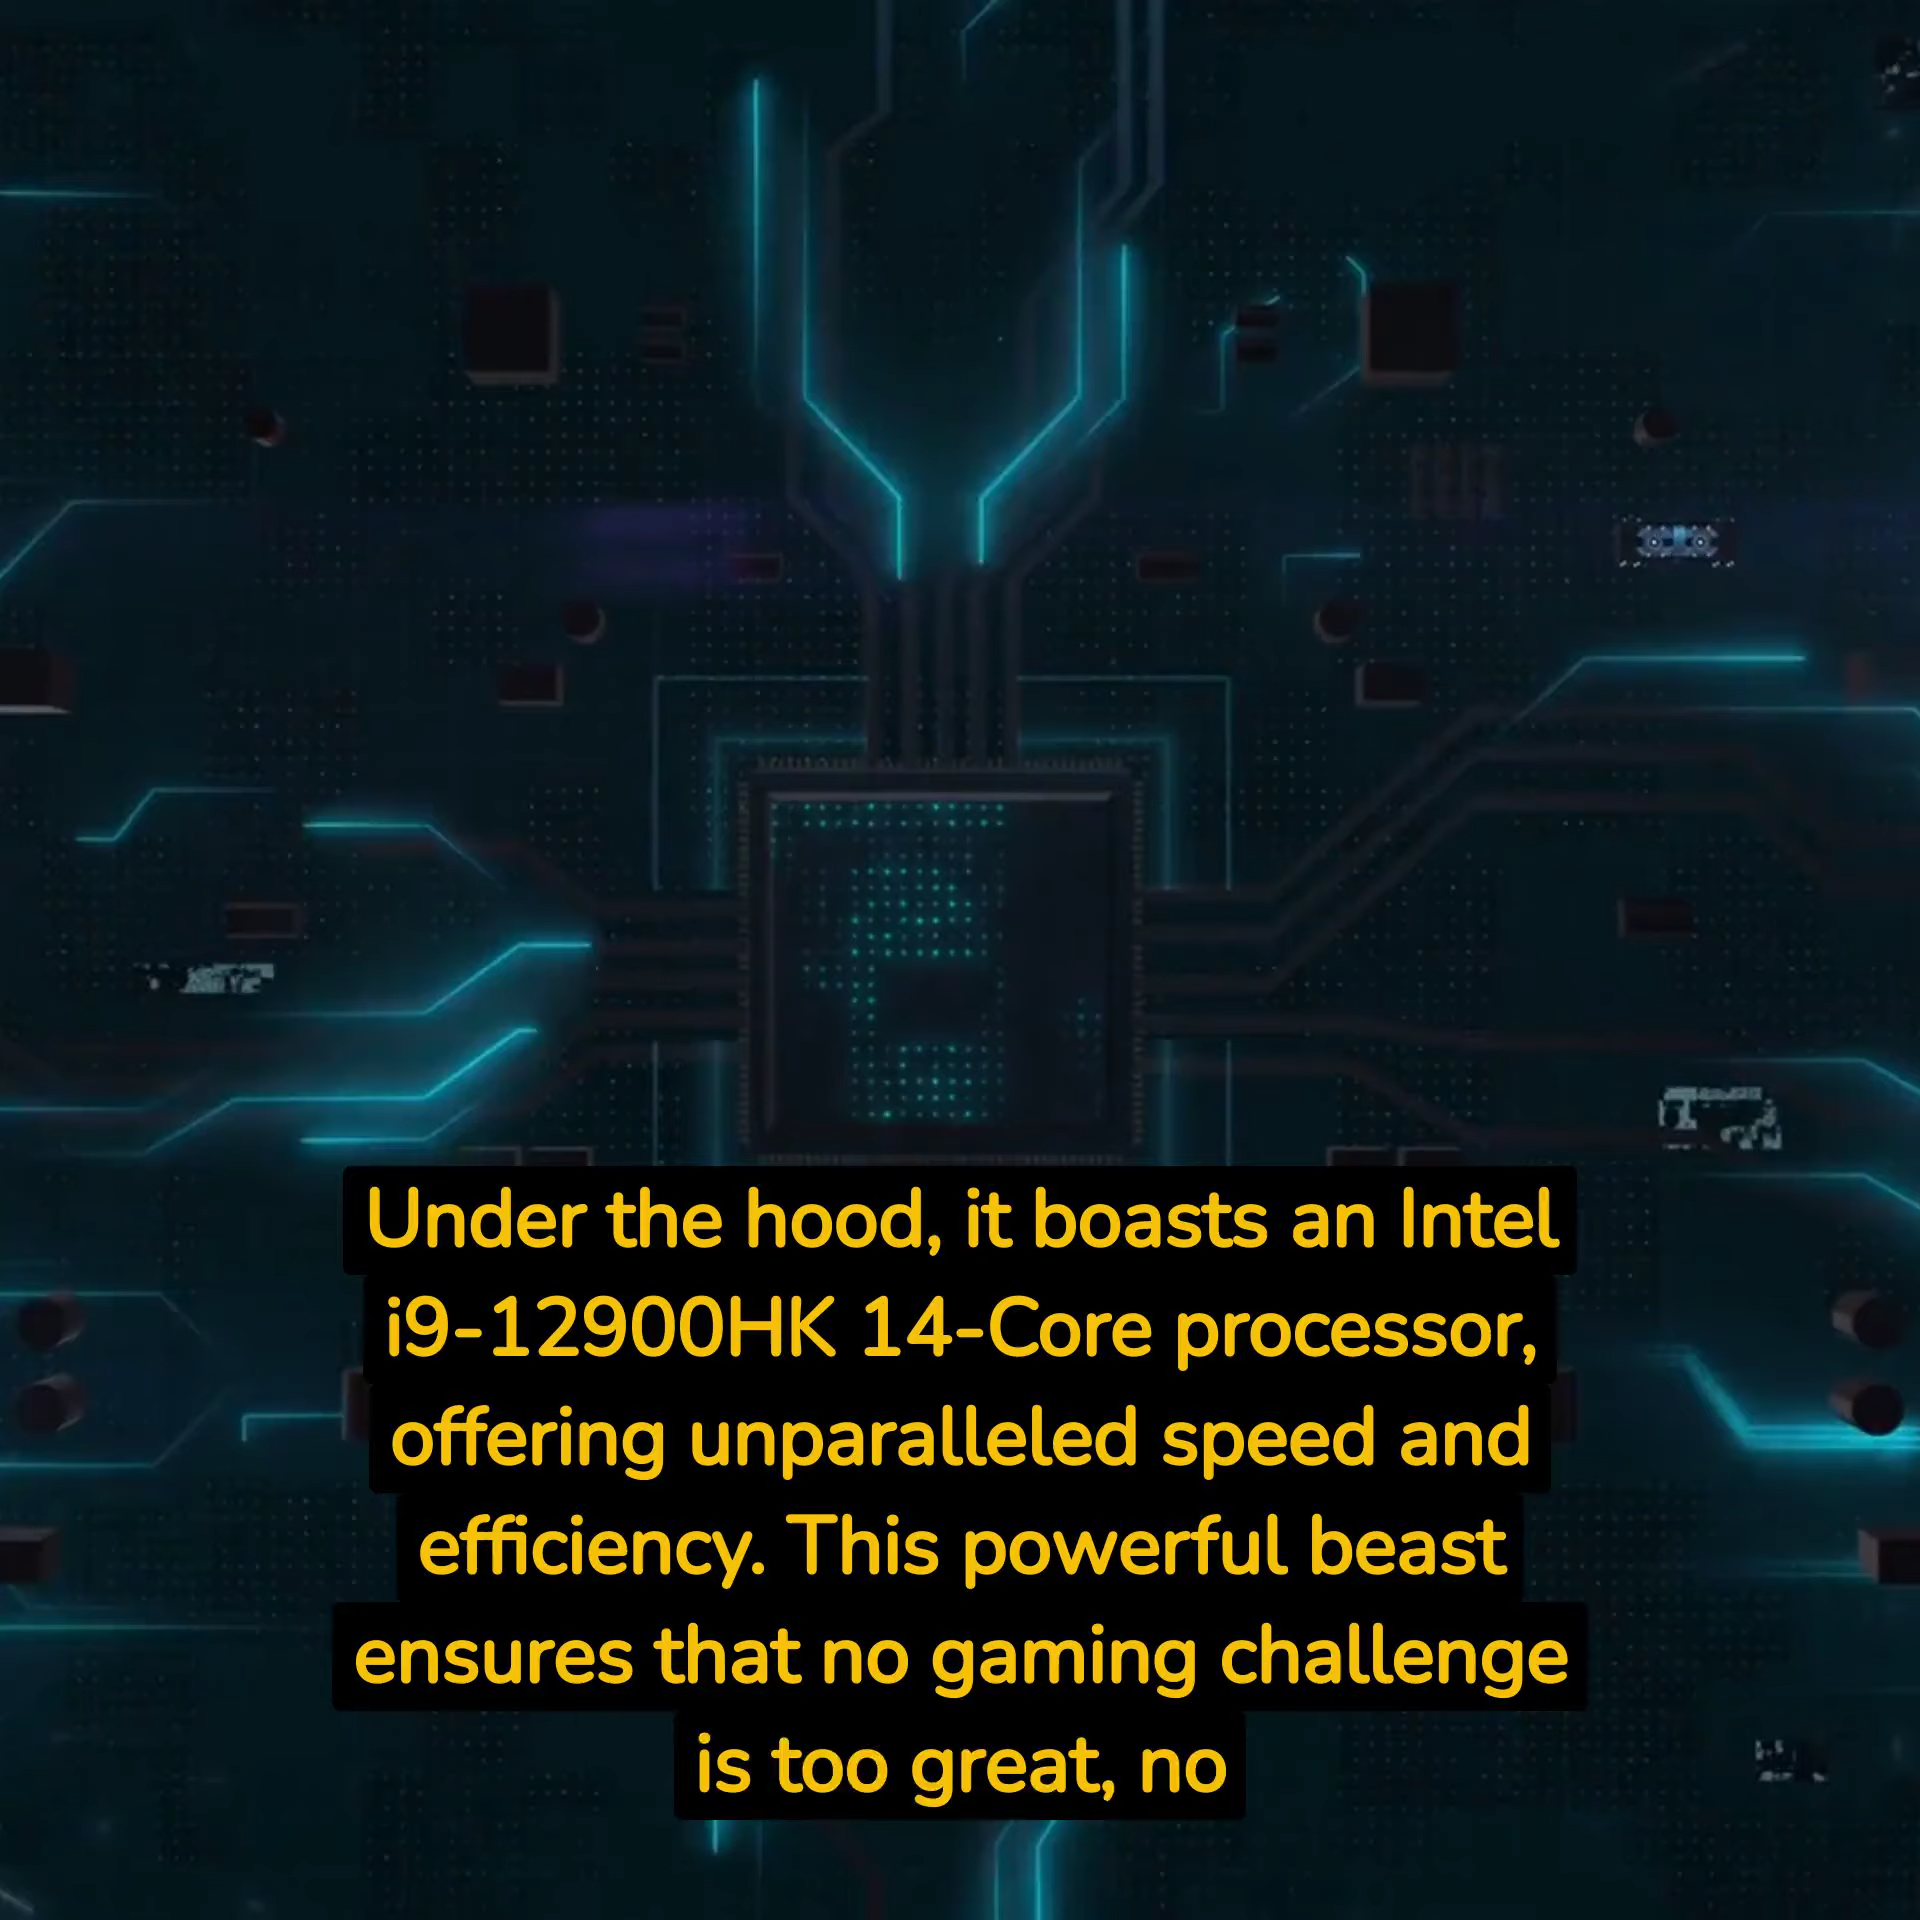 Under the hood, it boasts an Intel
i9-12900HK 14-Core processor,
offering unparalleled speed and
efficiency. This powerful beast
ensures that no gaming challenge
is too great, no